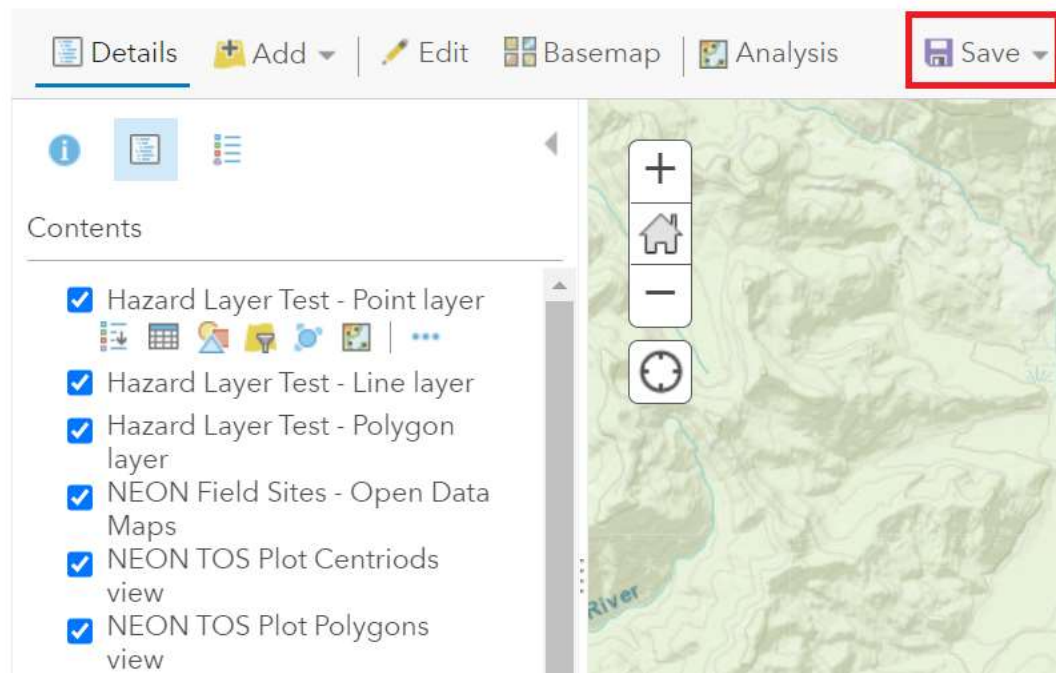 Details Add Edit Basemap Analysis Save
Contents
Hazard Layer Test - Point layer
Hazard Layer Test - Line layer
Hazard Layer Test - Polygon
layer
NEON Field Sites - Open Data
Maps
NEON TOS Plot Centriods
view
NEON TOS Plot Polygons
view
River